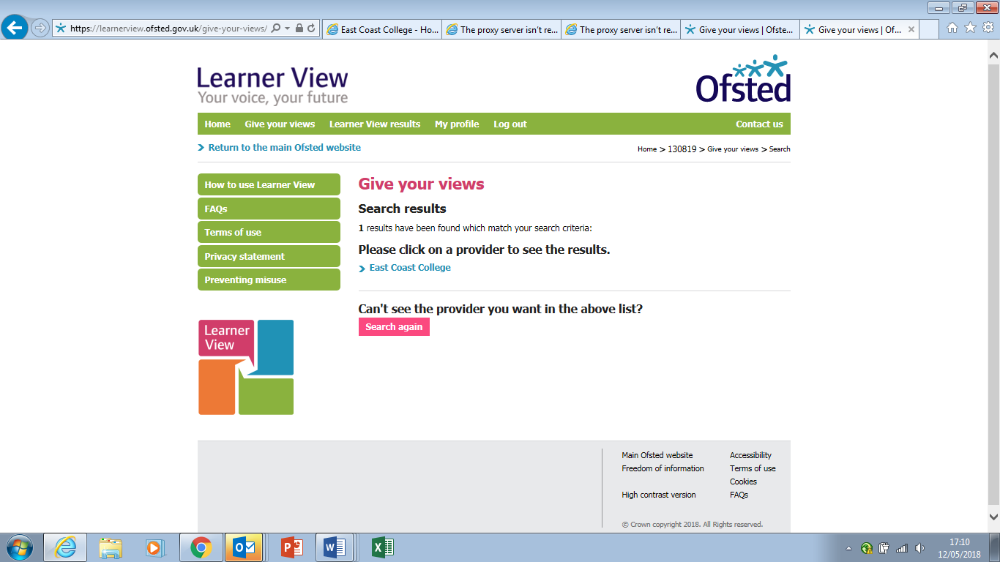 https://learnerview.ofsted.gov.uk/give-your-views/
East Coast College - Ho...
The proxy server isn't re...
The proxy server isn't re...
Give your views | Ofste...
Give your views | Of...
Learner View
Your voice, your future
Ofsted
Home Give your views Learner View results My profile Log out Contact us
Return to the main Ofsted website
Home > 130819 > Give your views > Search
How to use Learner View
FAQs
Terms of use
Privacy statement
Preventing misuse
Learner
View
Give your views
Search results
1 results have been found which match your search criteria:
Please click on a provider to see the results.
East Coast College
Can't see the provider you want in the above list?
Search again
Main Ofsted website
Freedom of information
High contrast version
Accessibility
Terms of use
Cookies
FAQs
© Crown copyright 2018. All Rights reserved.
17:10
12/05/2018